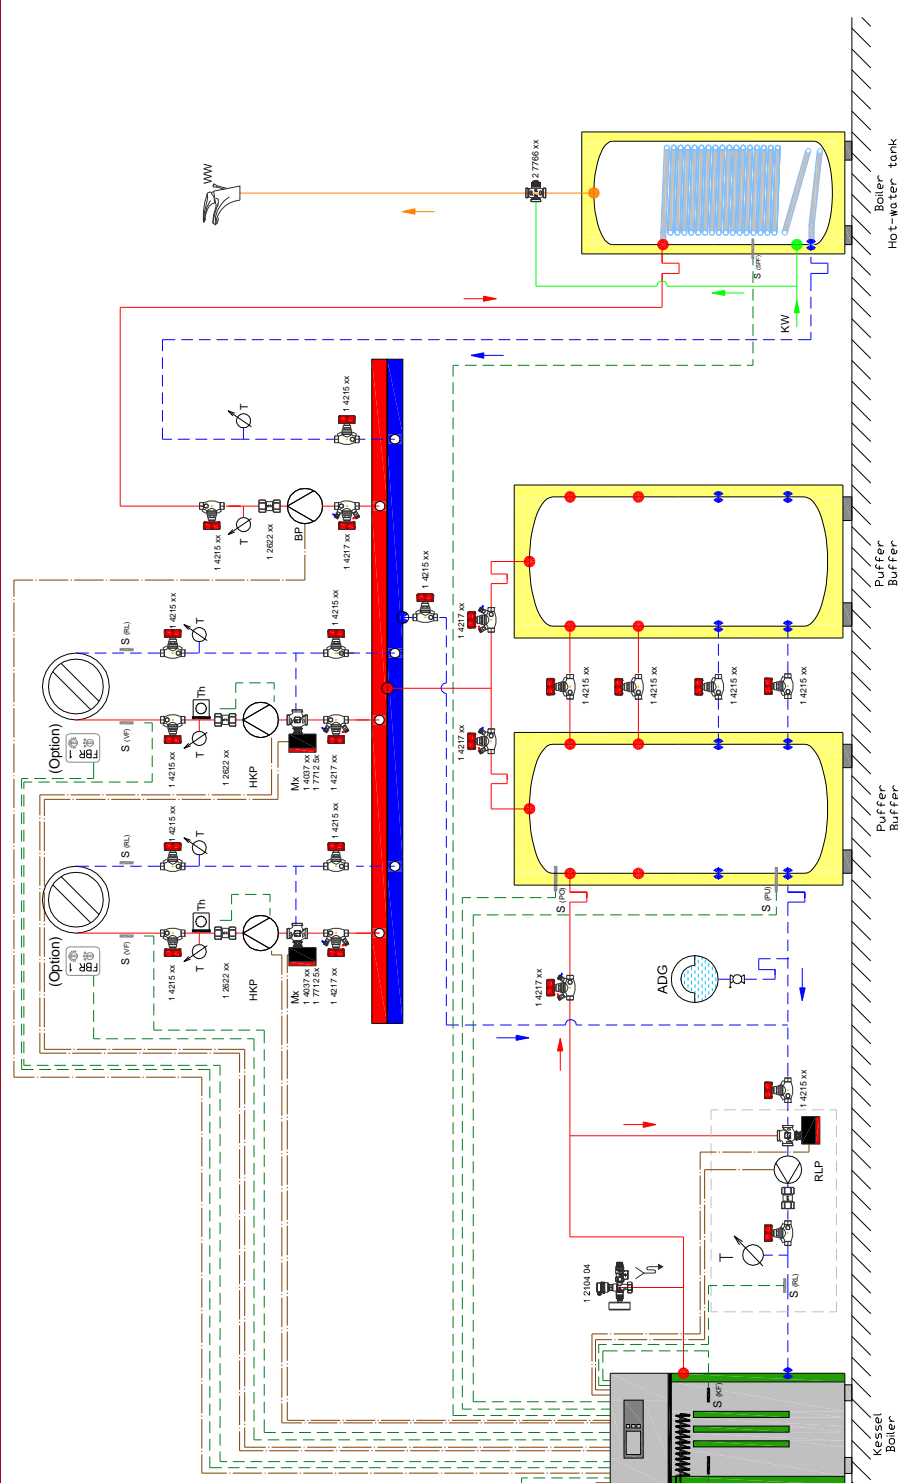 WW
2 7766 xx
Boiler
Hot-water tank
S (SPF)
KW
T
1 4215 xx
1 4215 xx
T
1 2622 xx
BP
1 4217 xx
1 4215 xx
1 4217 xx
Puffer
Buffer
S (RL)
1 4215 xx
T
1 4215 xx
(Option)
FBR 1
S (VF)
Th
1 4215 xx
T
1 2622 xx
HKP
Mx
1 4037 xx
1 7712 5x
1 4217 xx
1 4215 xx
1 4215 xx
1 4215 xx
1 4215 xx
1 4217 xx
Puffer
Buffer
S (RL)
1 4215 xx
T
1 4215 xx
(Option)
FBR 1
S (VF)
Th
1 4215 xx
T
1 2622 xx
HKP
Mx
1 4037 xx
1 7712 5x
1 4217 xx
S (PO)
S (PU)
1 4217 xx
ADG
1 4215 xx
RLP
T
S (RL)
1 2104 04
S (KF)
Kessel
Boiler